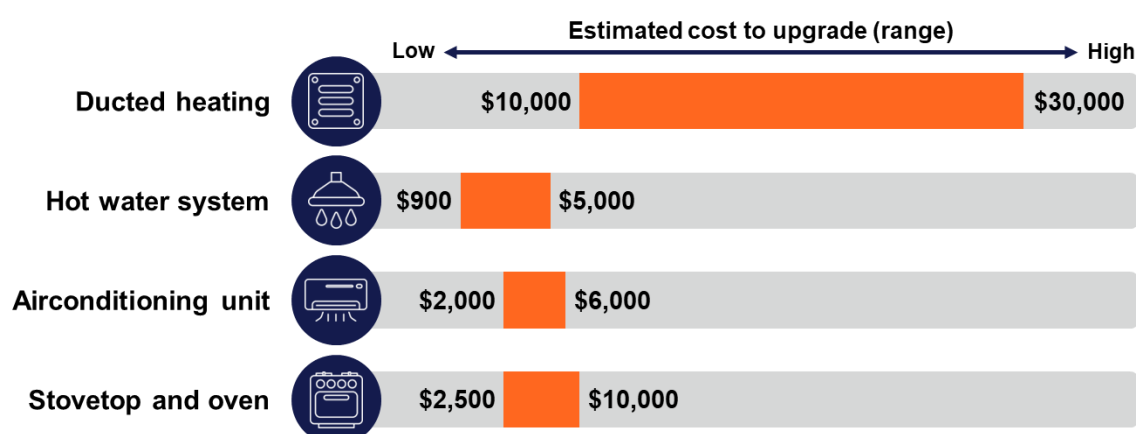 Estimated cost to upgrade (range)
Low High
Ducted heating $10,000 $30,000
Hot water system $900 $5,000
Airconditioning unit $2,000 $6,000
Stovetop and oven $2,500 $10,000